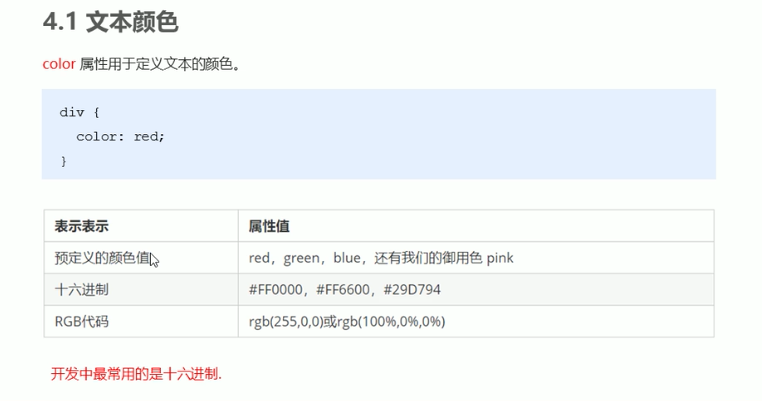 4.1 文本颜色
color 属性用于定义文本的颜色。
div {
  color: red;
}
表示表示 属性值
预定义的颜色值 red，green，blue，还有我们的御用色 pink
十六进制 #FF0000，#FF6600，#29D794
RGB代码 rgb(255,0,0)或rgb(100%,0%,0%)
开发中最常用的是十六进制.